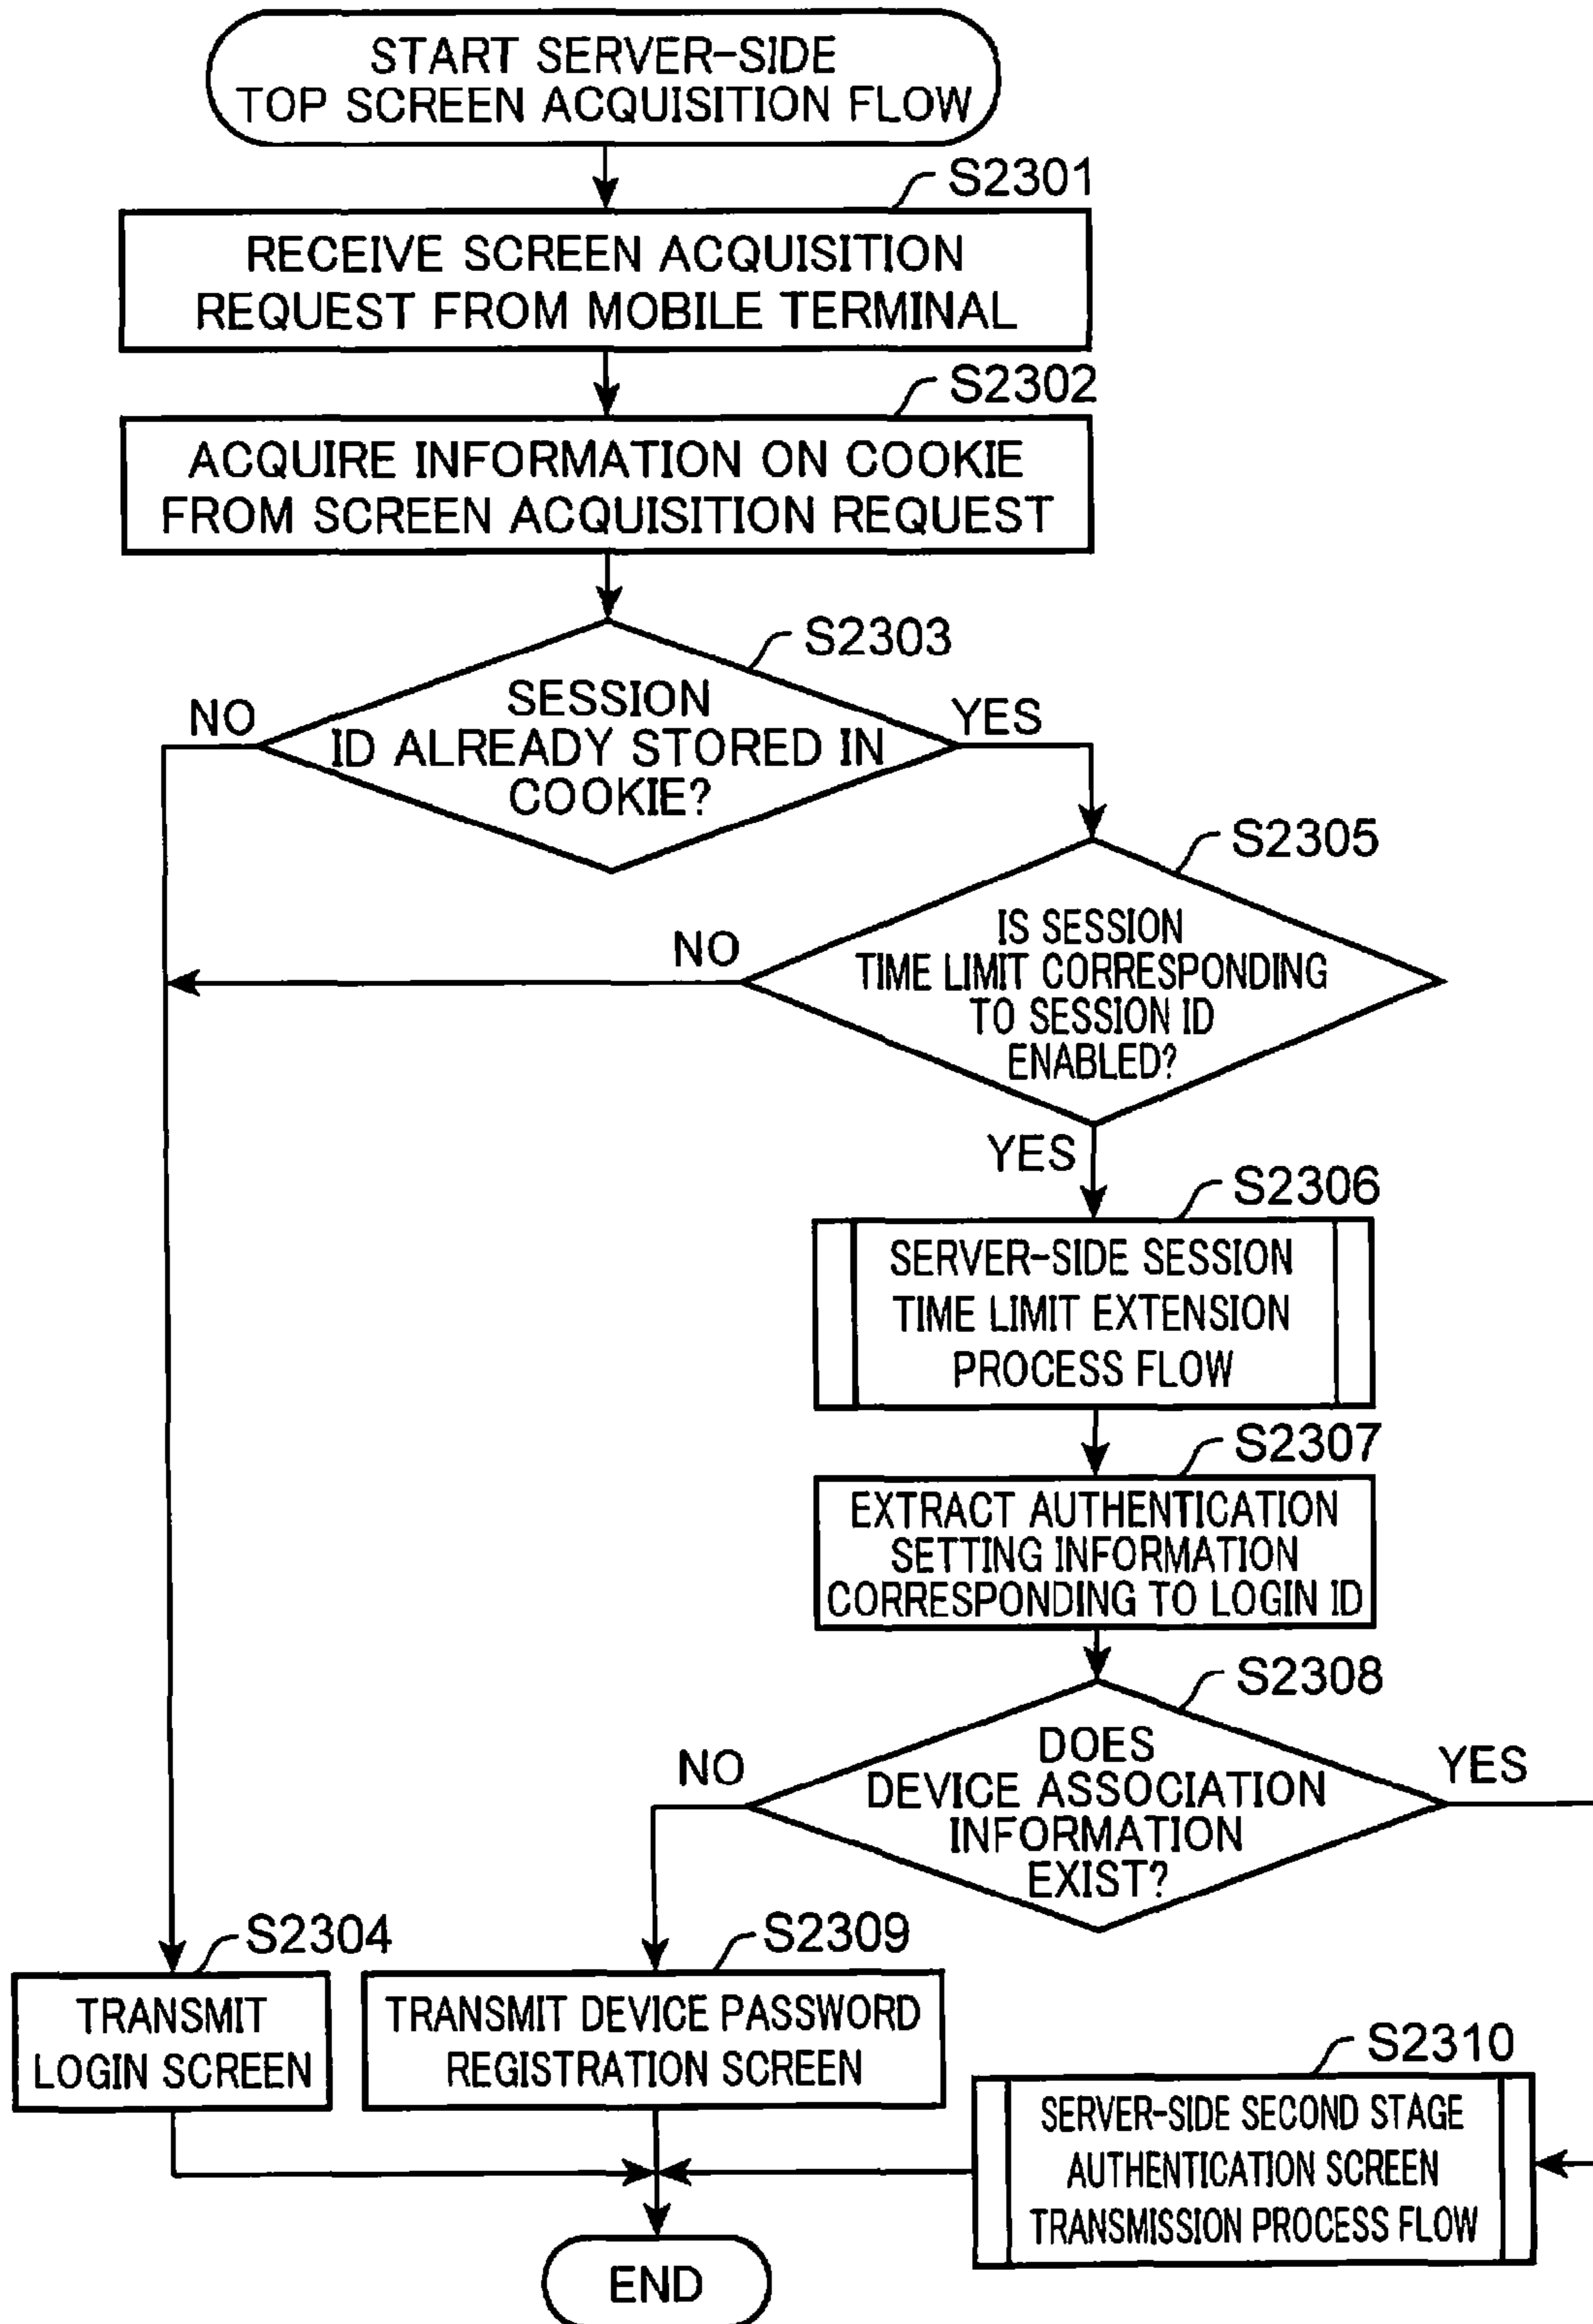 START SERVER-SIDE
TOP SCREEN ACQUISITION FLOW
S2301
RECEIVE SCREEN ACQUISITION
REQUEST FROM MOBILE TERMINAL
S2302
ACQUIRE INFORMATION ON COOKIE
FROM SCREEN ACQUISITION REQUEST
S2303
SESSION
ID ALREADY STORED IN
COOKIE?
NO
YES
S2305
IS SESSION
TIME LIMIT CORRESPONDING
TO SESSION ID
ENABLED?
NO
YES
S2306
SERVER-SIDE SESSION
TIME LIMIT EXTENSION
PROCESS FLOW
S2307
EXTRACT AUTHENTICATION
SETTING INFORMATION
CORRESPONDING TO LOGIN ID
S2308
DOES
DEVICE ASSOCIATION
INFORMATION
EXIST?
NO
YES
S2304
TRANSMIT
LOGIN SCREEN
S2309
TRANSMIT DEVICE PASSWORD
REGISTRATION SCREEN
S2310
SERVER-SIDE SECOND STAGE
AUTHENTICATION SCREEN
TRANSMISSION PROCESS FLOW
END